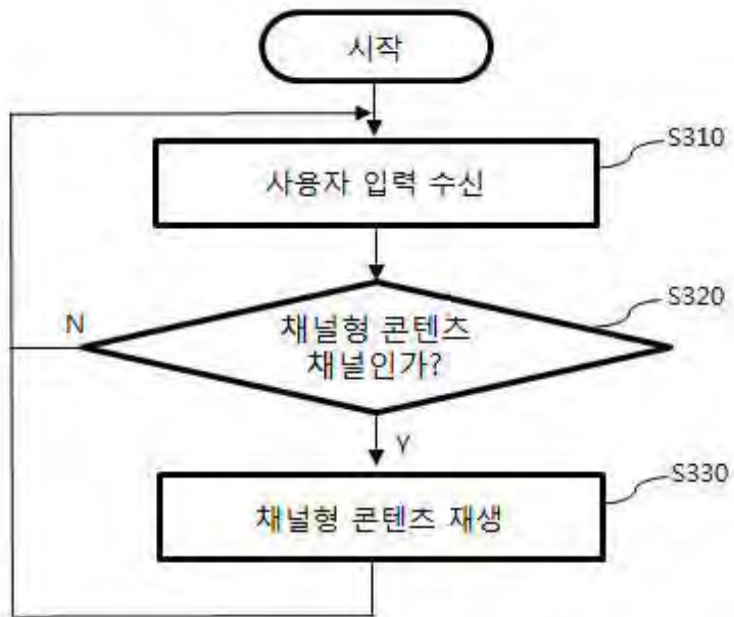 시작
S310
사용자 입력 수신
S320
N
채널형 콘텐츠
채널인가?
Y
S330
채널형 콘텐츠 재생